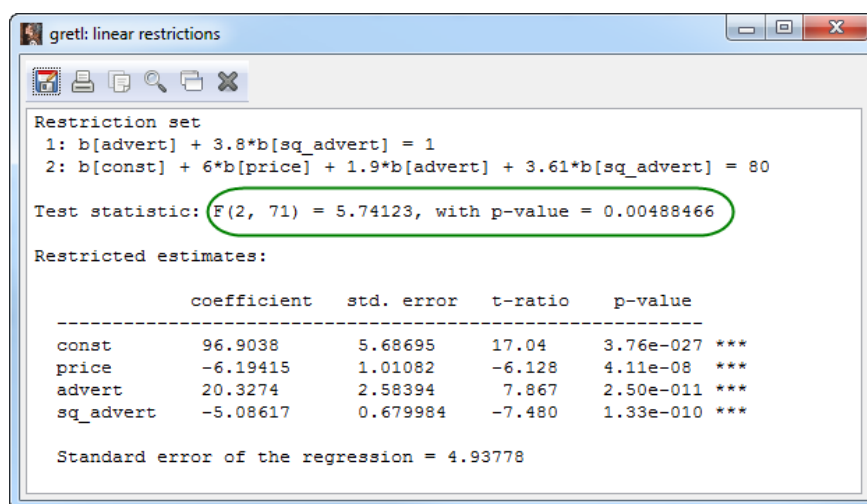 gretl: linear restrictions
Restriction set
1: b[advert] + 3.8*b[sq_advert] = 1
2: b[const] + 6*b[price] + 1.9*b[advert] + 3.61*b[sq_advert] = 80
Test statistic: F(2, 71) = 5.74123, with p-value = 0.00488466
Restricted estimates:
coefficient std. error t-ratio p-value
--------------------------------------------------------
const 96.9038 5.68695 17.04 3.76e-027 ***
price -6.19415 1.01082 -6.128 4.11e-08 ***
advert 20.3274 2.58394 7.867 2.50e-011 ***
sq_advert -5.08617 0.679984 -7.480 1.33e-010 ***
Standard error of the regression = 4.93778